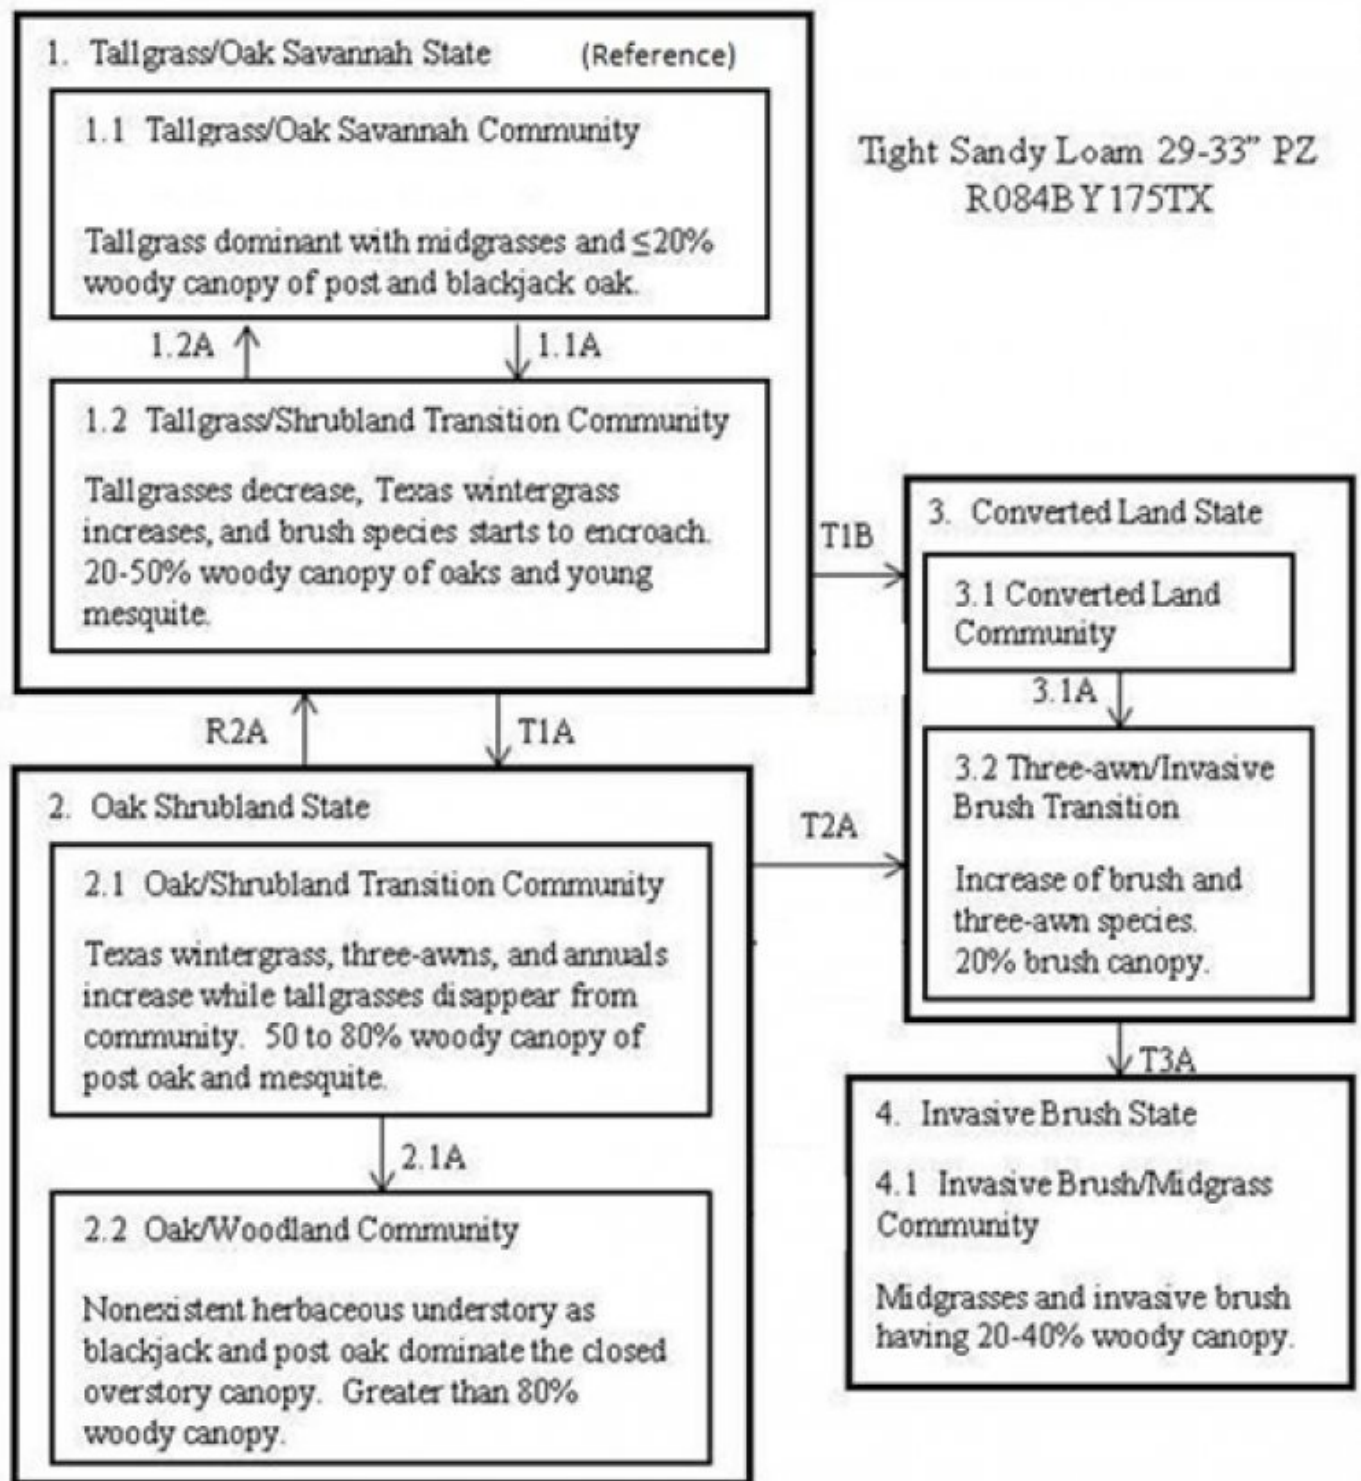 1. Tallgrass/Oak Savannah State (Reference)
1.1 Tallgrass/Oak Savannah Community
Tallgrass dominant with midgrasses and ≤20%
woody canopy of post and blackjack oak.
1.2A
1.1A
1.2 Tallgrass/Shrubland Transition Community
Tallgrasses decrease, Texas wintergrass
increases, and brush species starts to encroach.
20-50% woody canopy of oaks and young
mesquite.
Tight Sandy Loam 29-33” PZ
R084B Y 175TX
T1B
R2A
T1A
2. Oak Shrubland State
2.1 Oak/Shrubland Transition Community
Texas wintergrass, three-awns, and annuals
increase while tallgrasses disappear from
community. 50 to 80% woody canopy of
post oak and mesquite.
2.1A
2.2 Oak/Woodland Community
Nonexistent herbaceous understory as
blackjack and post oak dominate the closed
overstory canopy. Greater than 80%
woody canopy.
T2A
3. Converted Land State
3.1 Converted Land
Community
3.1A
3.2 Three-awn/Invasive
Brush Transition
Increase of brush and
three-awn species.
20% brush canopy.
T3A
4. Invasive Brush State
4.1 Invasive Brush/Midgrass
Community
Midgrasses and invasive brush
having 20-40% woody canopy.